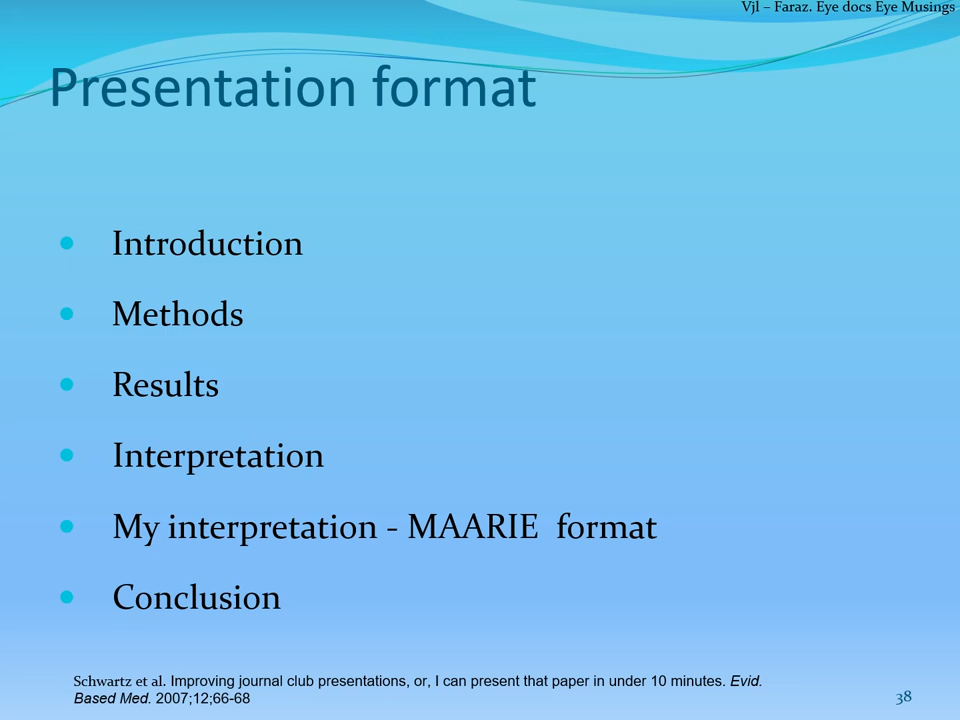 Vjl – Faraz. Eye docs Eye Musings
Presentation format
• Introduction
• Methods
• Results
• Interpretation
• My interpretation - MAARIE format
• Conclusion
Schwartz et al. Improving journal club presentations, or, I can present that paper in under 10 minutes. Evid.
Based Med. 2007;12;66-68
38